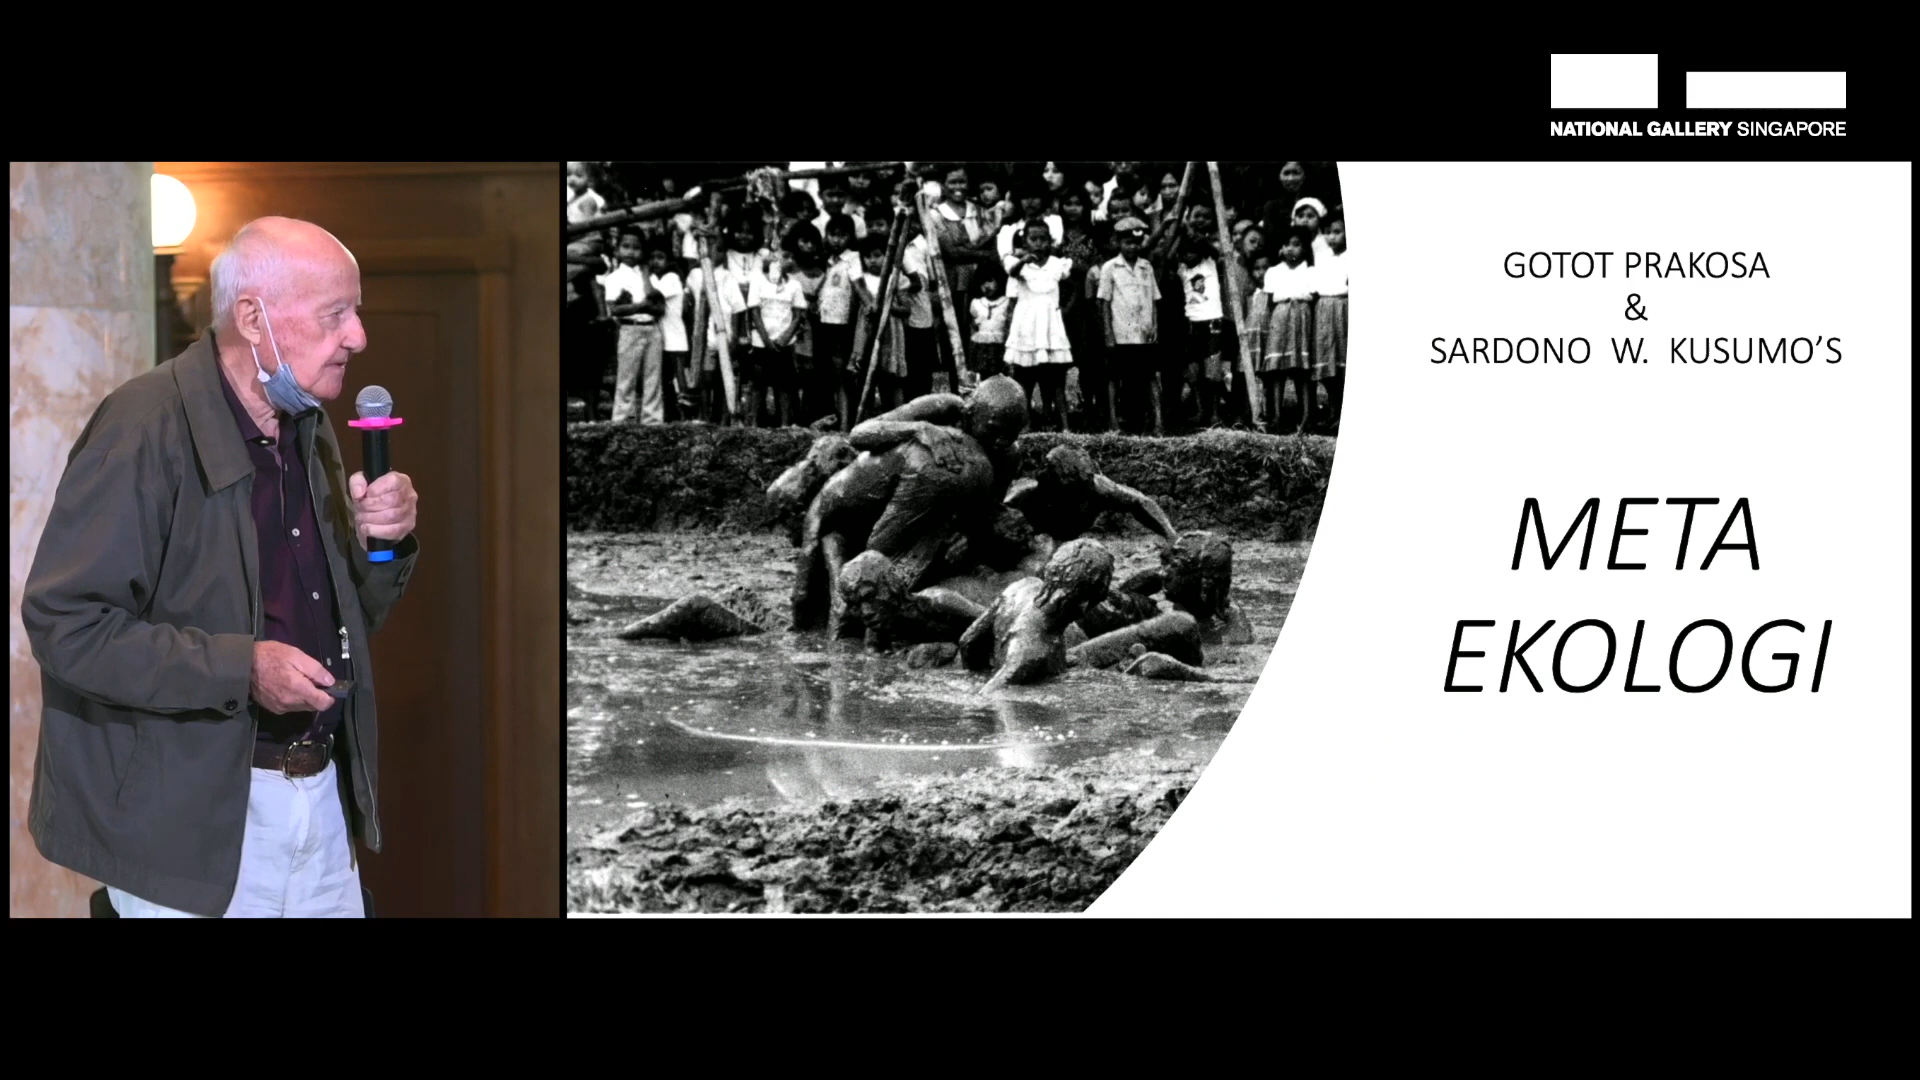 NATIONAL GALLERY SINGAPORE
GOTOT PRAKOSA
&
SARDONO W. KUSUMO’S
META
EKOLOGI